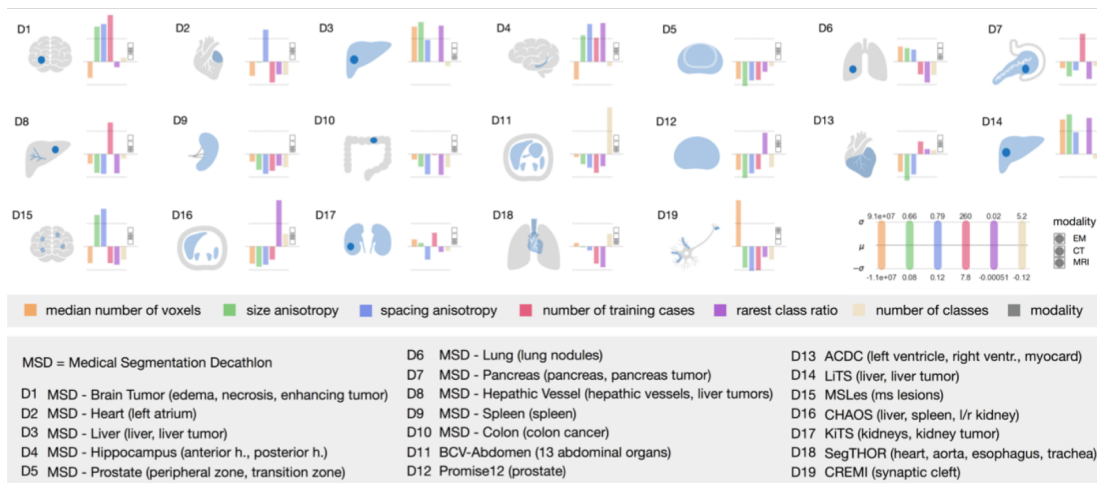 D1 D2 D3 D4 D5 D6 D7
D8 D9 D10 D11 D12 D13 D14
D15 D16 D17 D18 D19
9.1e+07 0.66 0.79 260 0.02 5.2
σ
μ
−σ
-1.1e+07 0.08 0.12 7.8 -0.00051 -0.12
modality
EM
CT
MRI
median number of voxels size anisotropy spacing anisotropy number of training cases rarest class ratio number of classes modality
MSD = Medical Segmentation Decathlon
D1 MSD - Brain Tumor (edema, necrosis, enhancing tumor)
D2 MSD - Heart (left atrium)
D3 MSD - Liver (liver, liver tumor)
D4 MSD - Hippocampus (anterior h., posterior h.)
D5 MSD - Prostate (peripheral zone, transition zone)
D6 MSD - Lung (lung nodules)
D7 MSD - Pancreas (pancreas, pancreas tumor)
D8 MSD - Hepathic Vessel (hepathic vessels, liver tumors)
D9 MSD - Spleen (spleen)
D10 MSD - Colon (colon cancer)
D11 BCV-Abdomen (13 abdominal organs)
D12 Promise12 (prostate)
D13 ACDC (left ventricle, right ventr., myocard)
D14 LiTS (liver, liver tumor)
D15 MSLes (ms lesions)
D16 CHAOS (liver, spleen, l/r kidney)
D17 KiTS (kidneys, kidney tumor)
D18 SegTHOR (heart, aorta, esophagus, trachea)
D19 CREMI (synaptic cleft)